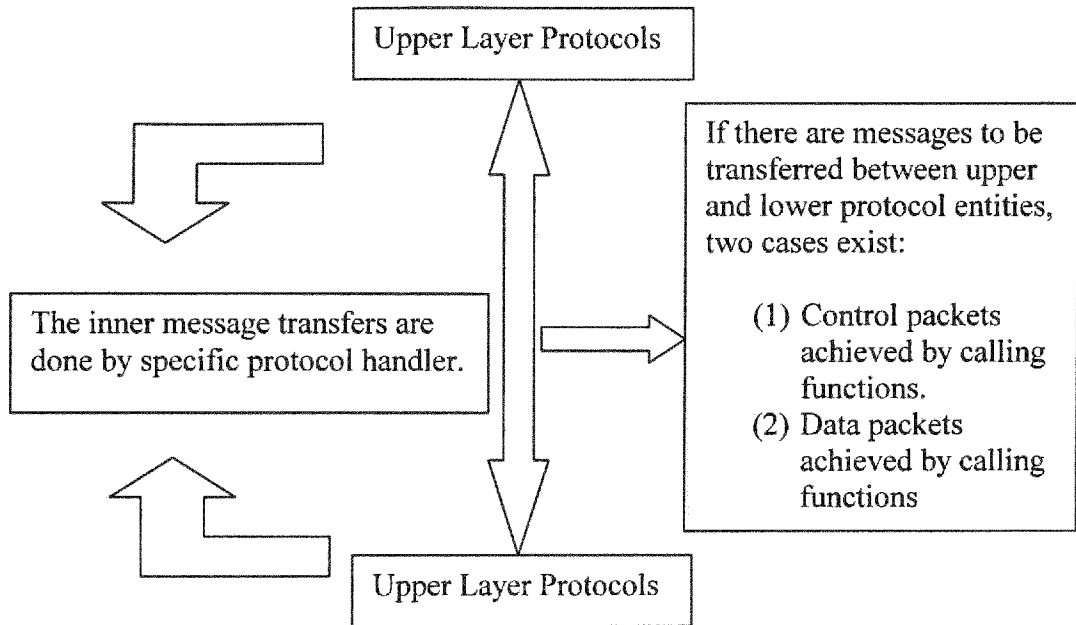 Upper Layer Protocols
If there are messages to be
transferred between upper
and lower protocol entities,
two cases exist:
(1) Control packets
achieved by calling
functions.
(2) Data packets
achieved by calling
functions
The inner message transfers are
done by specific protocol handler.
Upper Layer Protocols